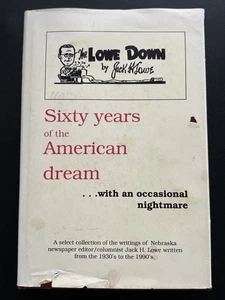 The LOWE DOWN
by Jack H. Lowe
Sixty years
of the
American
dream
. . .with an occasional
nightmare
A select collection of the writings of Nebraska
newspaper editor/columnist Jack H. Lowe written
from the 1930's to the 1990's.